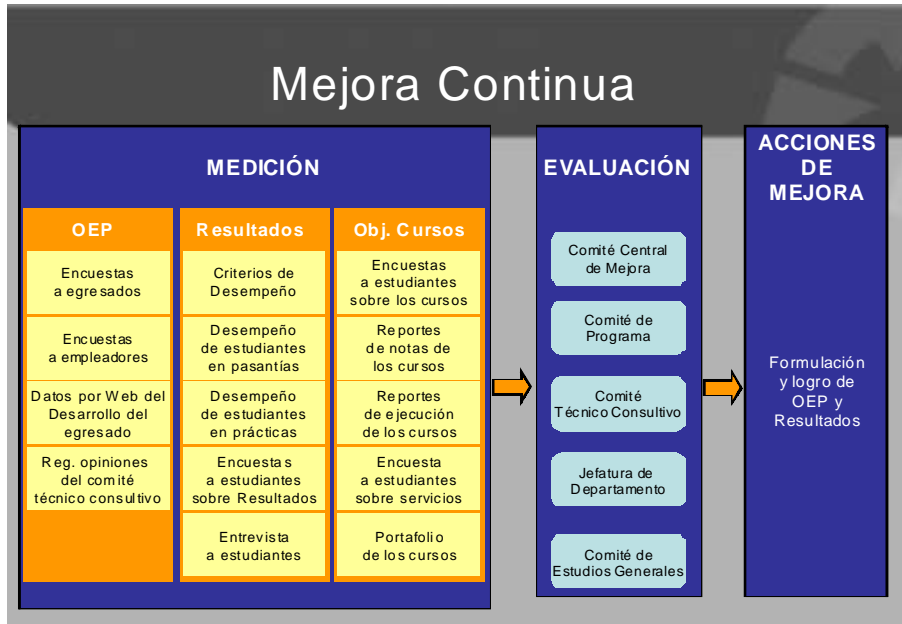 Mejora Continua
MEDICIÓN
OEP
Encuestas
a egresados
Encuestas
a empleadores
Datos por Web del
Desarrollo del
egresado
Reg. opiniones
del comité
técnico consultivo
Resultados
Criterios de
Desempeño
Desempeño
de estudiantes
en pasantías
Desempeño
de estudiantes
en prácticas
Encuestas
a estudiantes
sobre Resultados
Entrevista
a estudiantes
Obj. Cursos
Encuestas
a estudiantes
sobre los cursos
Reportes
de notas de
los cursos
Reportes
de ejecución
de los cursos
Encuesta
a estudiantes
sobre servicios
Portafolio
de los cursos
EVALUACIÓN
Comité Central
de Mejora
Comité de
Programa
Comité
Técnico Consultivo
Jefatura de
Departamento
Comité de
Estudios Generales
ACCIONES
DE
MEJORA
Formulación
y logro de
OEP y
Resultados